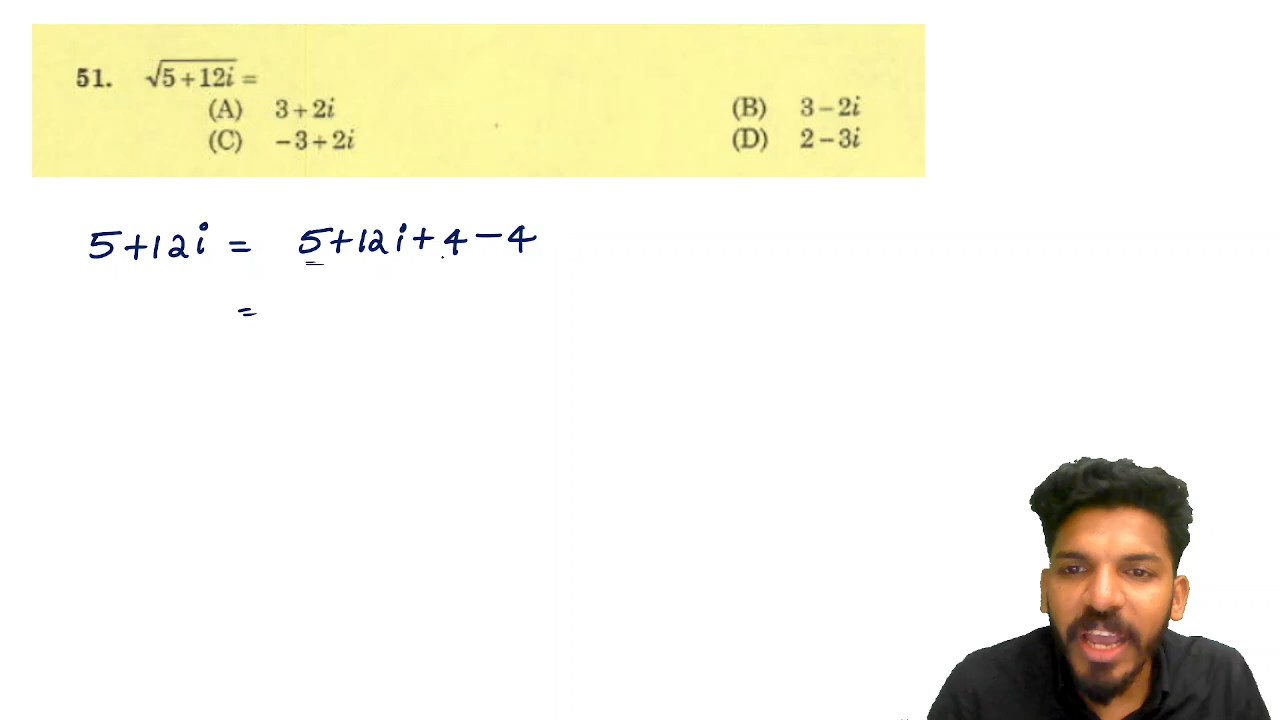 51. √5+12i =
(A) 3+2i (B) 3−2i
(C) −3+2i (D) 2−3i
5+12i = 5+12i+4−4
=